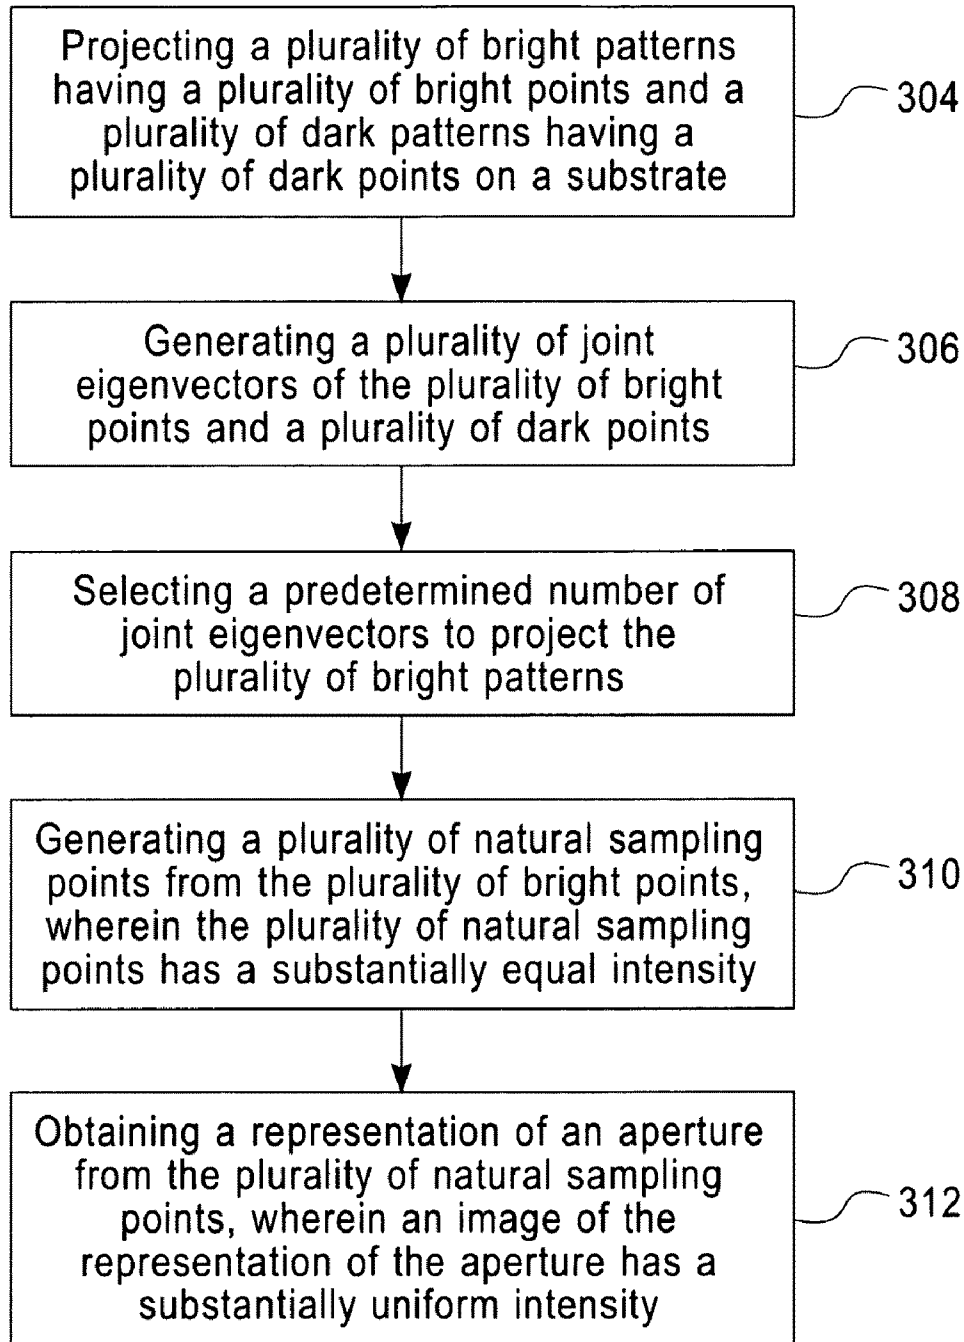 Projecting a plurality of bright patterns
having a plurality of bright points and a
plurality of dark patterns having a
plurality of dark points on a substrate
304
Generating a plurality of joint
eigenvectors of the plurality of bright
points and a plurality of dark points
306
Selecting a predetermined number of
joint eigenvectors to project the
plurality of bright patterns
308
Generating a plurality of natural sampling
points from the plurality of bright points,
wherein the plurality of natural sampling
points has a substantially equal intensity
310
Obtaining a representation of an aperture
from the plurality of natural sampling
points, wherein an image of the
representation of the aperture has a
substantially uniform intensity
312